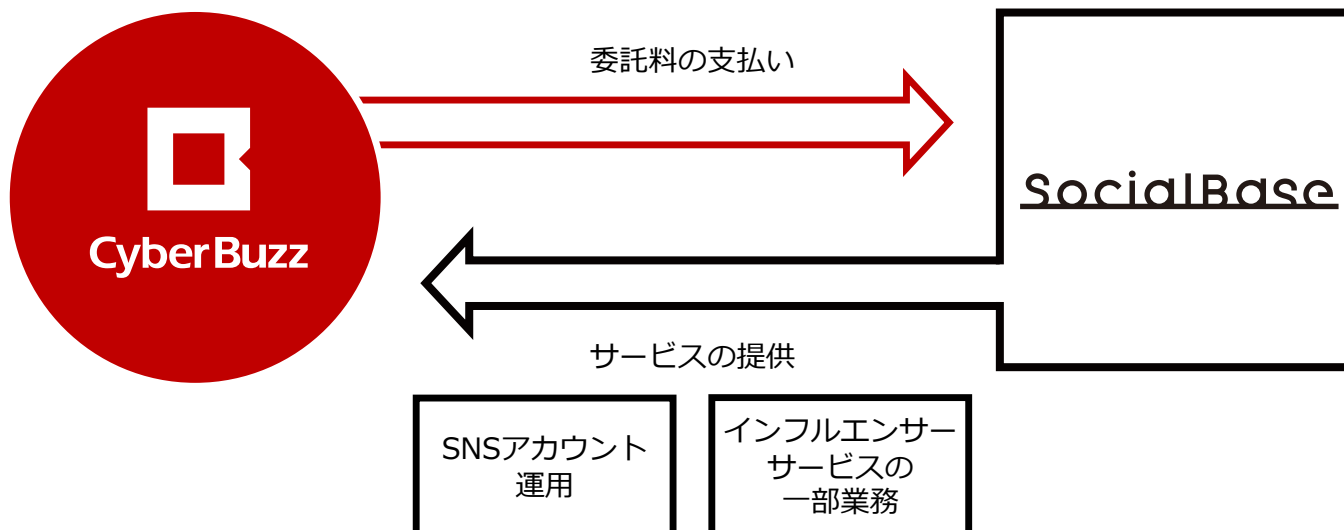 委託料の支払い
CyberBuzz
SocialBase
サービスの提供
SNSアカウント
運用
インフルエンサー
サービスの
一部業務